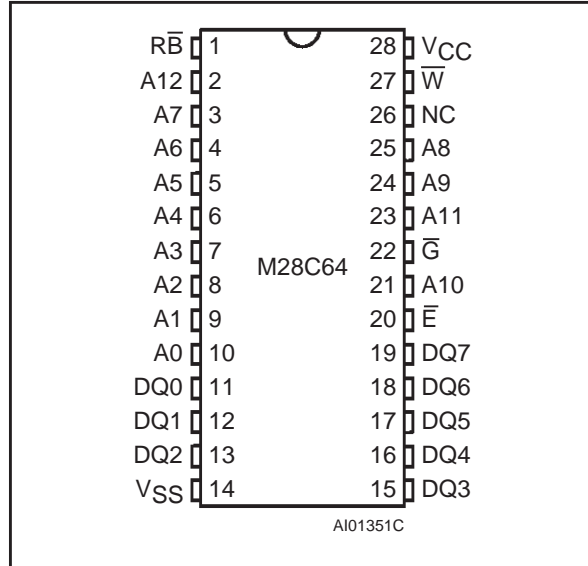 RB̅ 1 28 VCC
A12 2 27 W̅
A7 3 26 NC
A6 4 25 A8
A5 5 24 A9
A4 6 23 A11
A3 7 22 G̅
M28C64
A2 8 21 A10
A1 9 20 E̅
A0 10 19 DQ7
DQ0 11 18 DQ6
DQ1 12 17 DQ5
DQ2 13 16 DQ4
VSS 14 15 DQ3
AI01351C